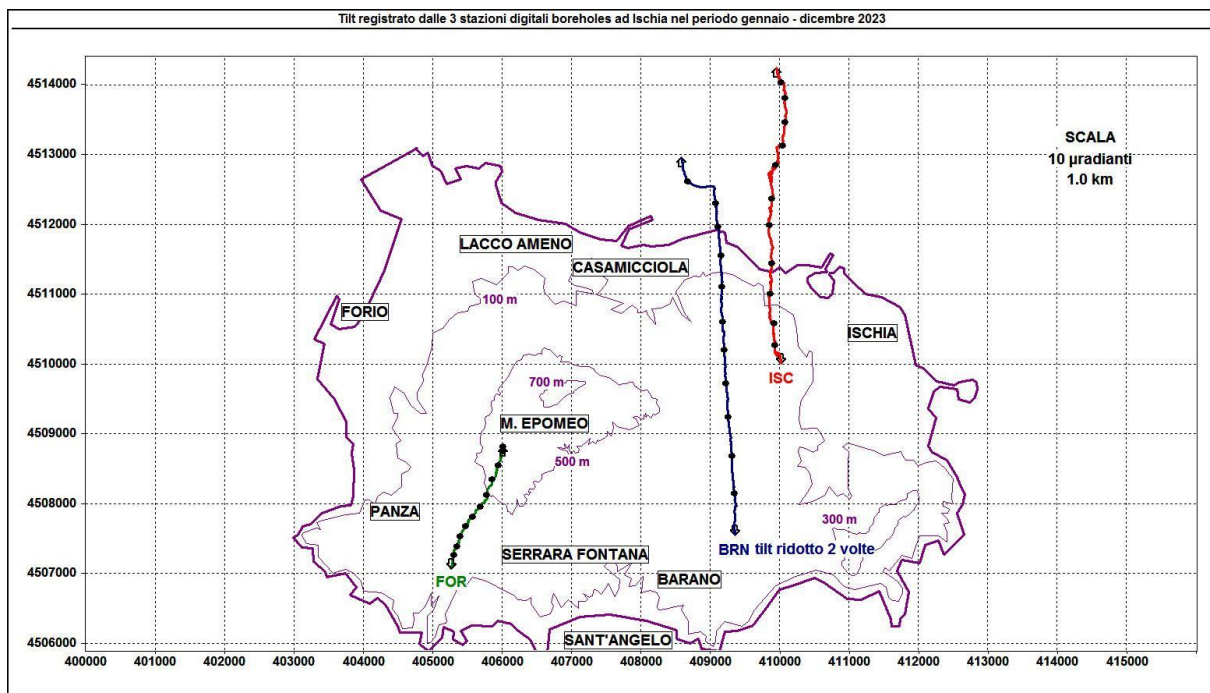 Tilt registrato dalle 3 stazioni digitali boreholes ad Ischia nel periodo gennaio - dicembre 2023
4514000
4513000
4512000
4511000
4510000
4509000
4508000
4507000
4506000
SCALA
10 µradianti
1.0 km
LACCO AMENO
CASAMICCIOLA
100 m
FORIO
ISCHIA
ISC
700 m
M. EPOMEO
500 m
PANZA
300 m
BRN tilt ridotto 2 volte
SERRARA FONTANA
FOR
BARANO
SANT'ANGELO
400000 401000 402000 403000 404000 405000 406000 407000 408000 409000 410000 411000 412000 413000 414000 415000